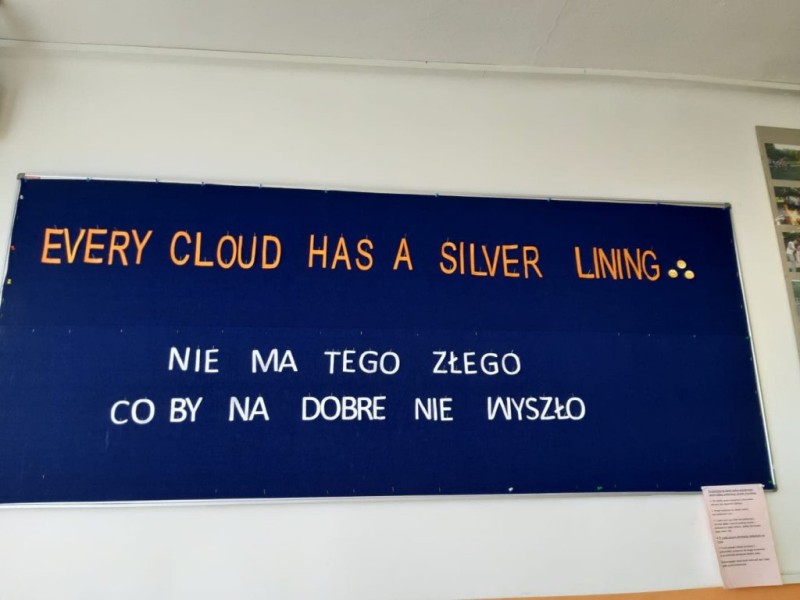 EVERY CLOUD HAS A SILVER LINING
NIE MA TEGO ZŁEGO
CO BY NA DOBRE NIE WYSZŁO